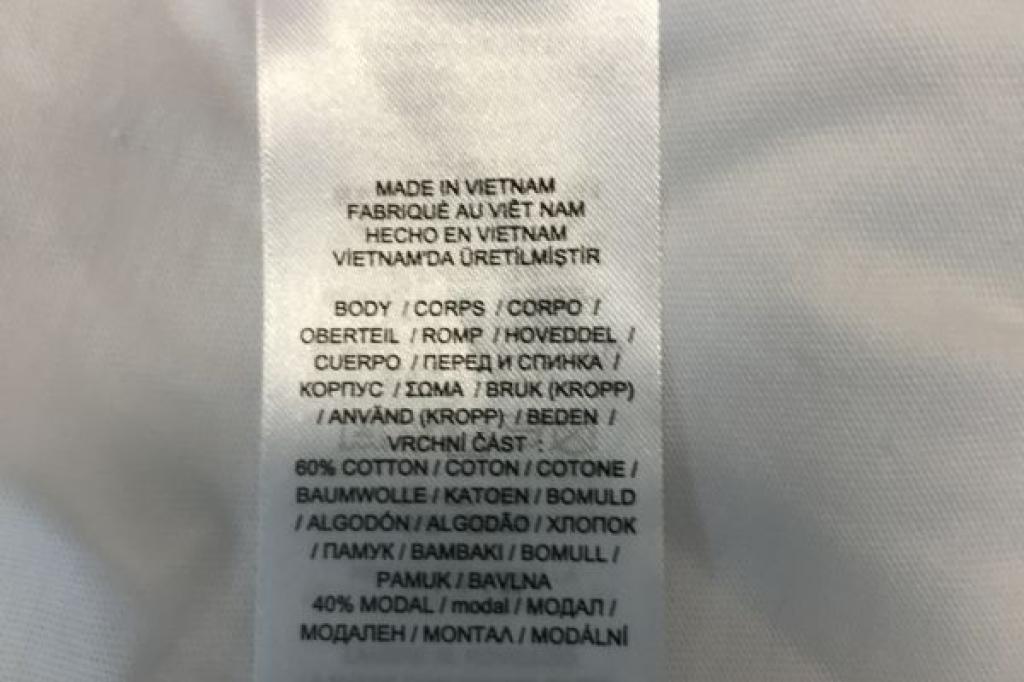 MADE IN VIETNAM
FABRIQUÉ AU VIÊT NAM
HECHO EN VIETNAM
VİETNAM'DA ÜRETİLMİŞTİR
BODY / CORPS / CORPO /
OBERTEIL / ROMP / HOVEDDEL /
CUERPO / ПЕРЕД И СПИНКА /
КОРПУС / ΣΩΜΑ / BRUK (KROPP)
/ ANVÄND (KROPP) / BEDEN /
VRCHNÍ ČÁST :
60% COTTON / COTON / COTONE /
BAUMWOLLE / KATOEN / BOMULD
/ ALGODÓN / ALGODÃO / ХЛОПОК
/ ПАМУК / BAMBAKI / BOMULL /
PAMUK / BAVLNA
40% MODAL / modal / МОДАЛ /
МОДАЛЕН / ΜΟΝΤΑΛ / MODÁLNÍ